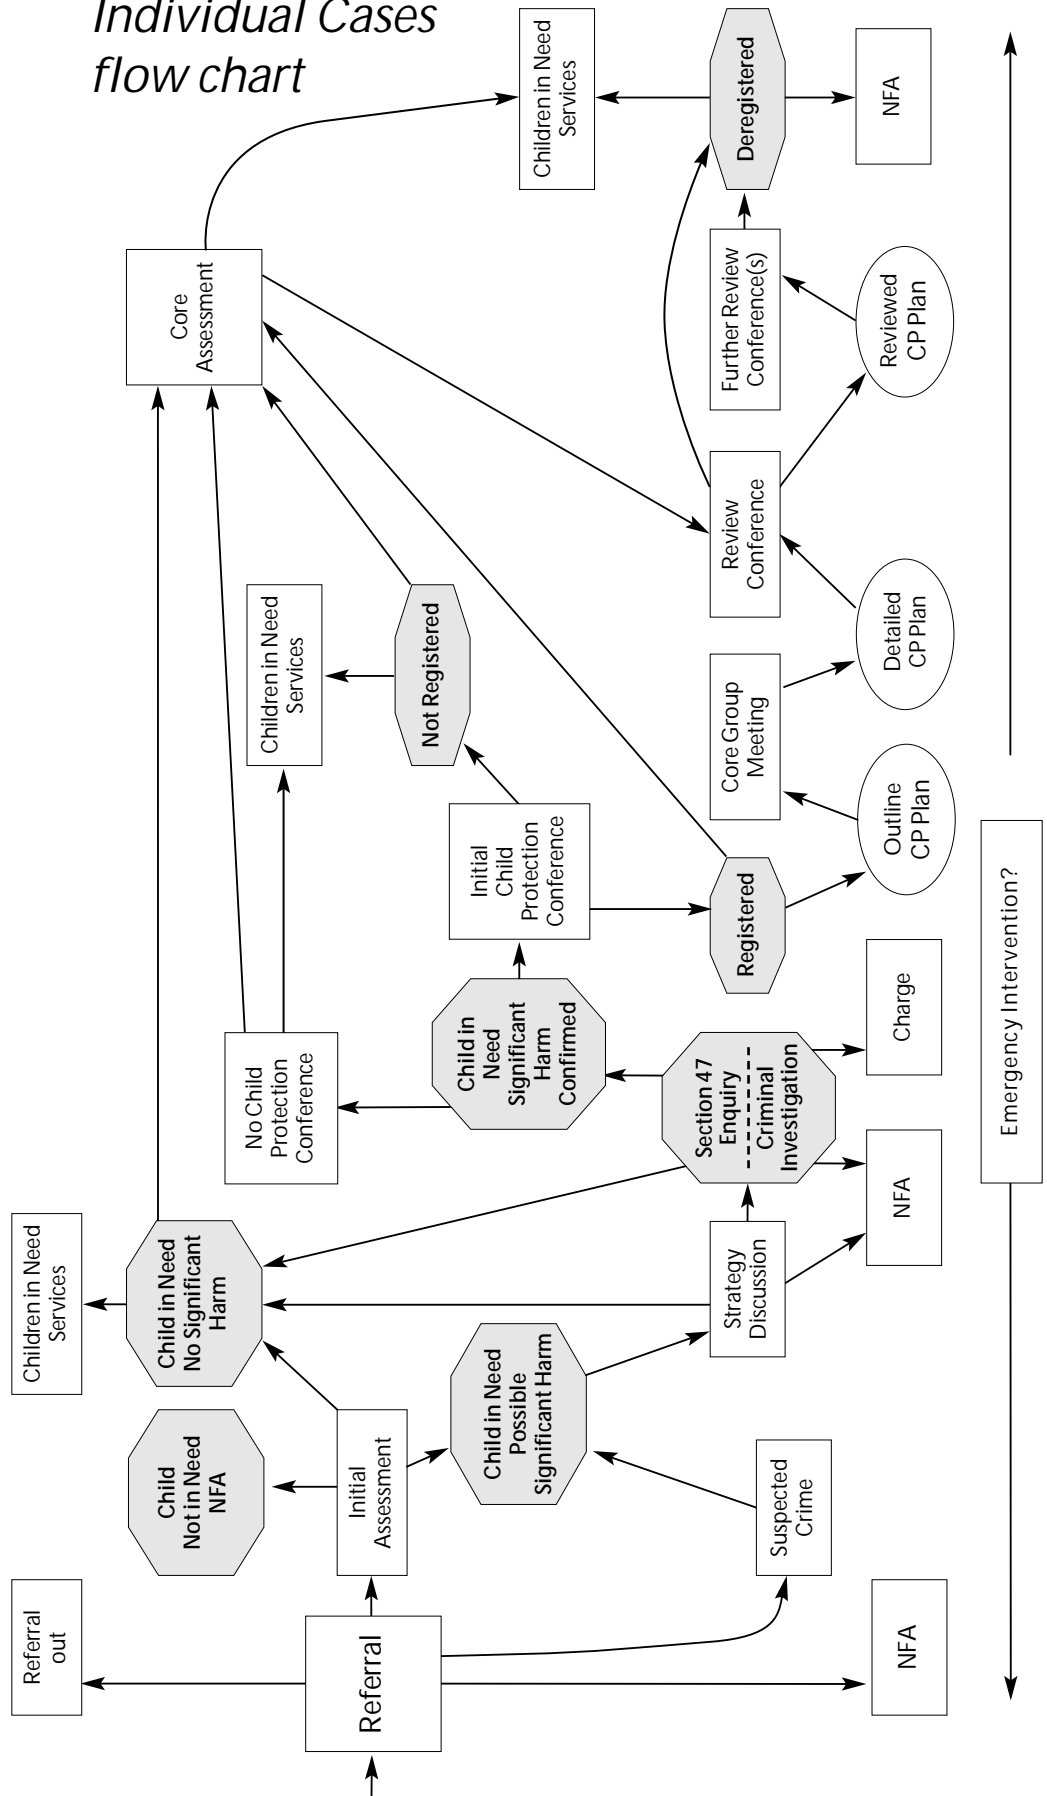 Individual Cases
flow chart
Referral
Referral
out
NFA
Initial
Assessment
Suspected
Crime
Child
Not in Need
NFA
Child in Need
Possible
Significant Harm
Children in Need
Services
Child in Need
No Significant
Harm
Strategy
Discussion
NFA
Section 47
Enquiry
Criminal
Investigation
Charge
No Child
Protection
Conference
Child in
Need
Significant
Harm
Confirmed
Initial
Child
Protection
Conference
Registered
Outline
CP Plan
Children in Need
Services
Not Registered
Core Group
Meeting
Detailed
CP Plan
Review
Conference
Core
Assessment
Further Review
Conference(s)
Reviewed
CP Plan
Children in Need
Services
Deregistered
NFA
Emergency Intervention?